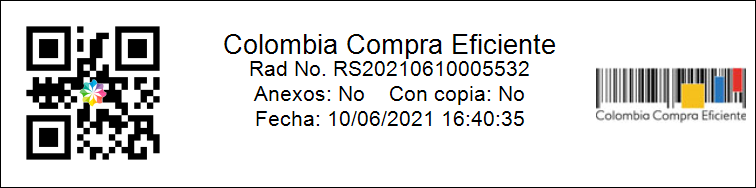 Colombia Compra Eficiente
Rad No. RS20210610005532
Anexos: No    Con copia: No
Fecha: 10/06/2021 16:40:35
Colombia Compra Eficiente